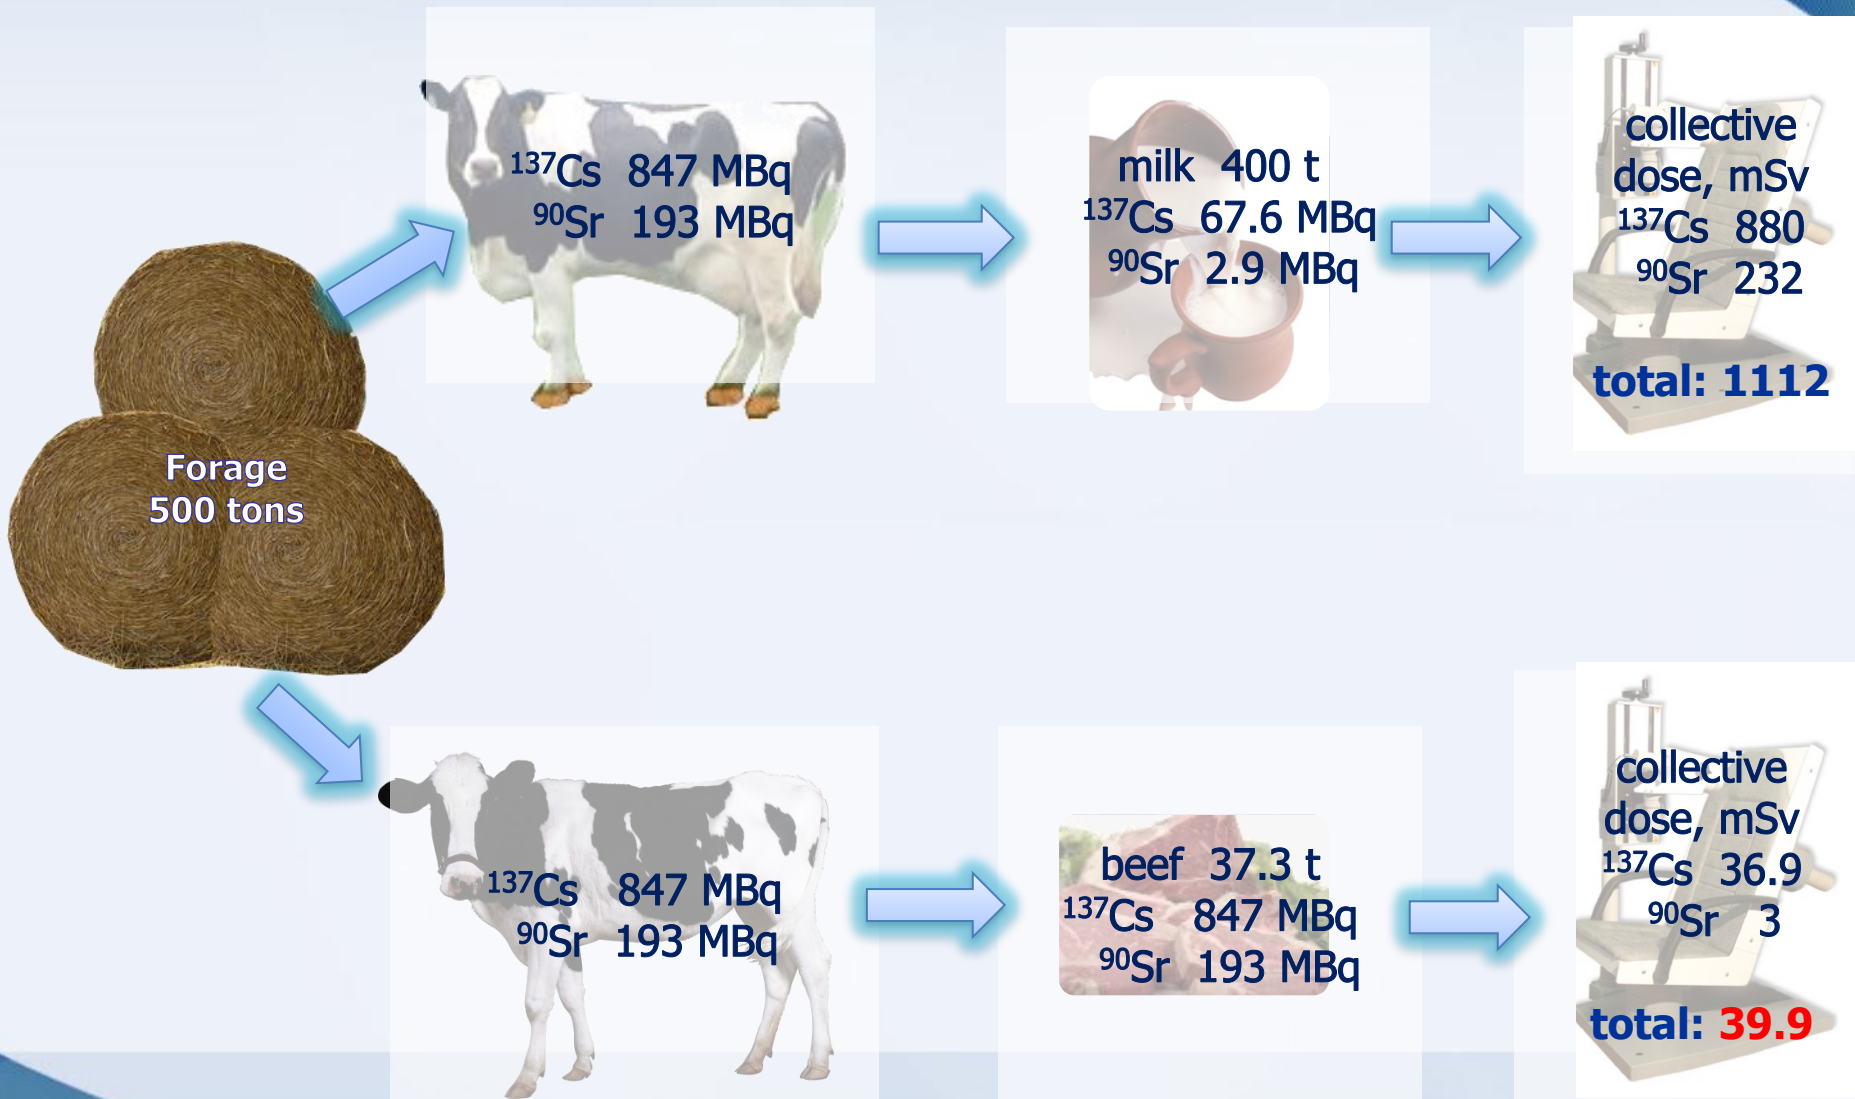 Forage
500 tons
¹³⁷Cs 847 MBq
⁹⁰Sr 193 MBq
milk 400 t
¹³⁷Cs 67.6 MBq
⁹⁰Sr 2.9 MBq
collective
dose, mSv
¹³⁷Cs 880
⁹⁰Sr 232
total: 1112
¹³⁷Cs 847 MBq
⁹⁰Sr 193 MBq
beef 37.3 t
¹³⁷Cs 847 MBq
⁹⁰Sr 193 MBq
collective
dose, mSv
¹³⁷Cs 36.9
⁹⁰Sr 3
total: 39.9